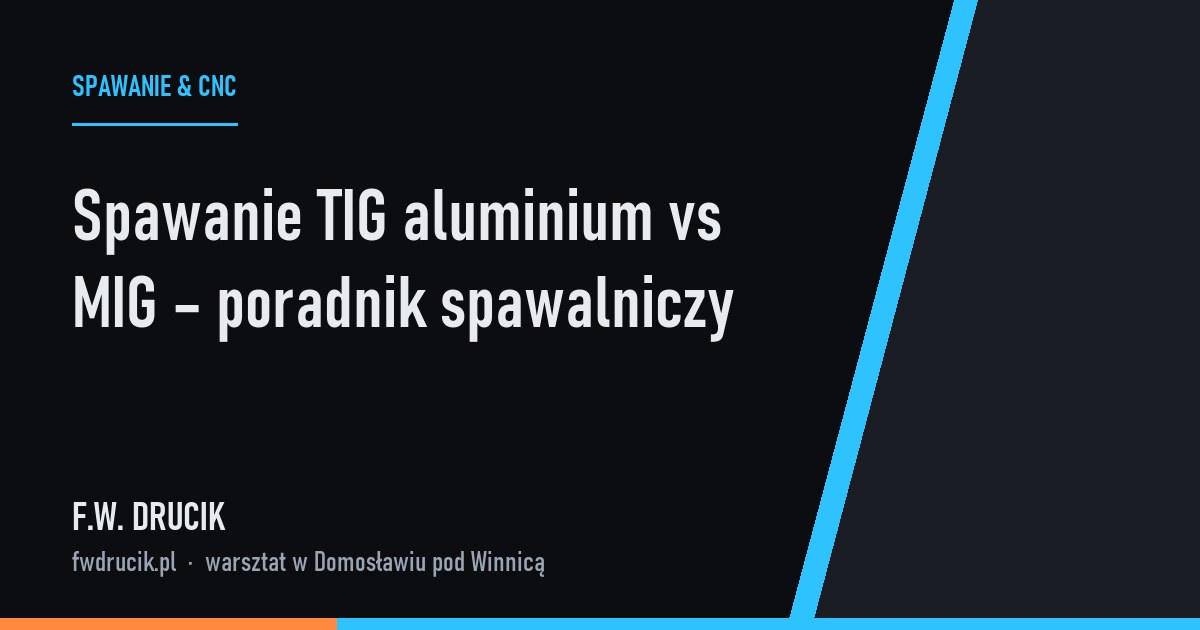 SPAWANIE & CNC
Spawanie TIG aluminium vs
MIG – poradnik spawalniczy
F.W. DRUCIK
fwdrucik.pl · warsztat w Domosławiu pod Winnicą